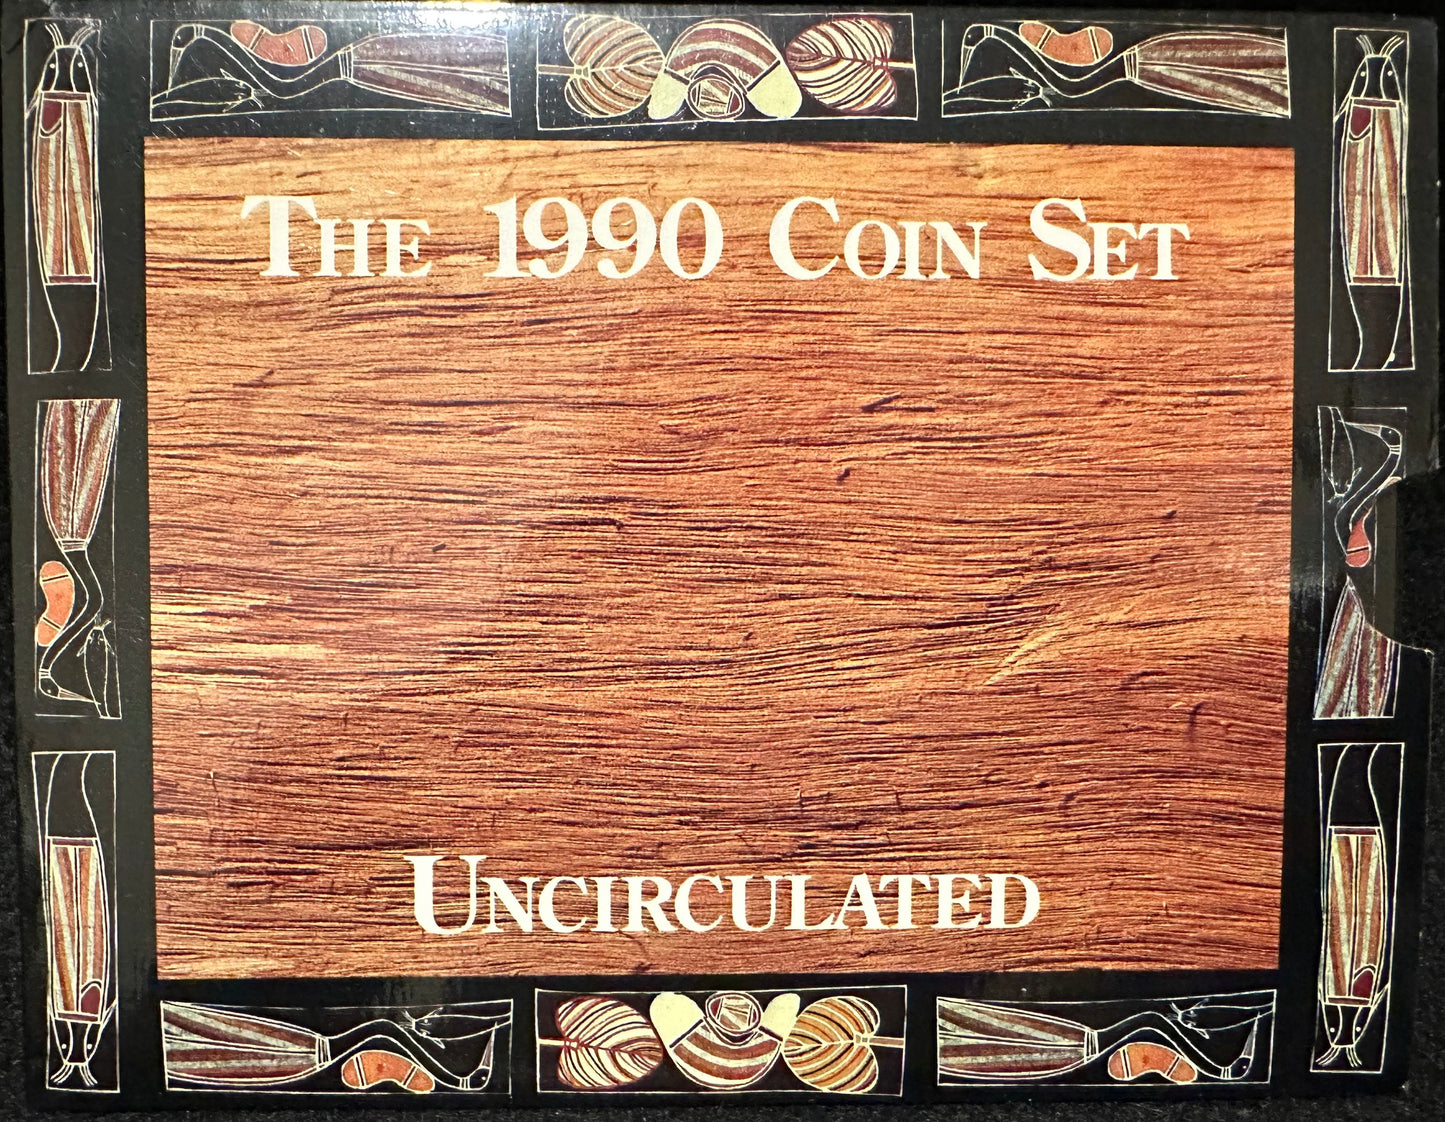 The 1990 Coin Set
Uncirculated